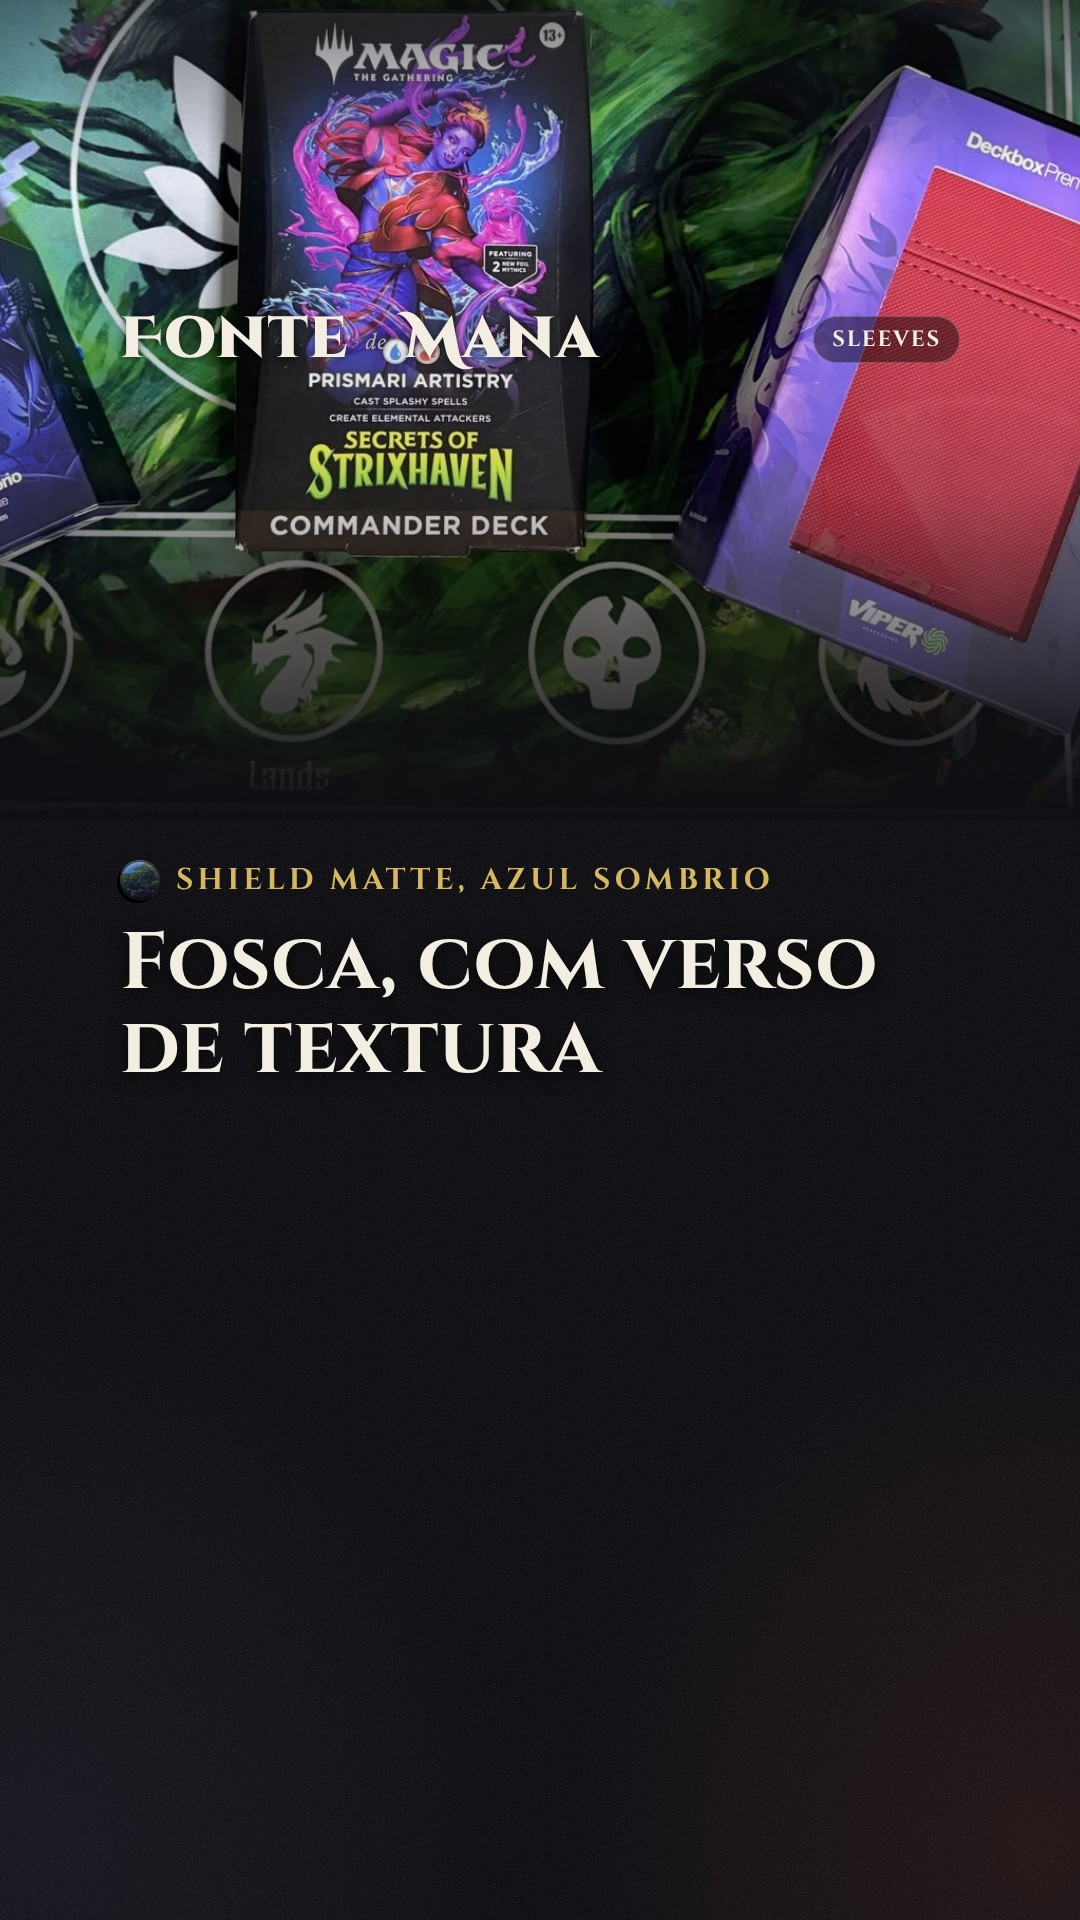 MAGIC
THE GATHERING
13+
Deckbox Prem
FEATURING
2 NEW FOIL
MYTHICS
FONTE de MANA
SLEEVES
PRISMARI ARTISTRY
CAST SPLASHY SPELLS
CREATE ELEMENTAL ATTACKERS
SECRETS OF
STRIXHAVEN
COMMANDER DECK
VIPER
lands
SHIELD MATTE, AZUL SOMBRIO
FOSCA, COM VERSO
DE TEXTURA